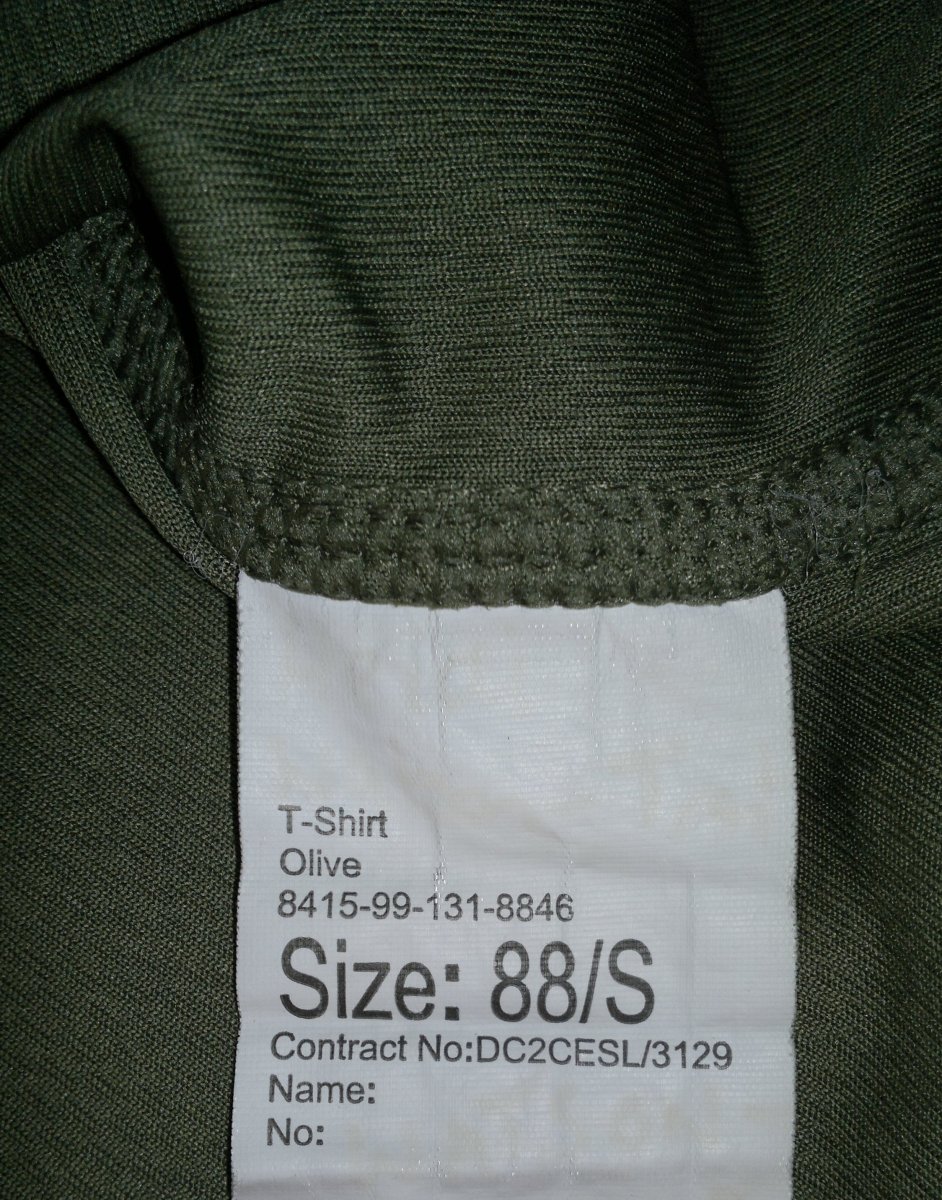 T-Shirt
Olive
8415-99-131-8846
Size: 88/S
Contract No:DC2CESL/3129
Name:
No: